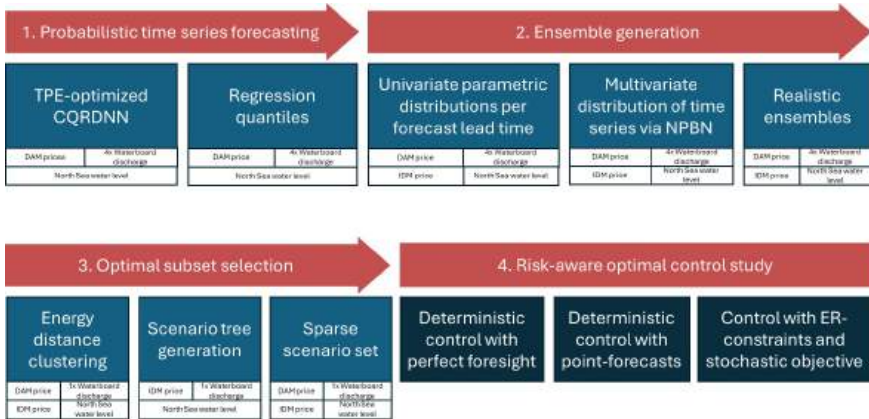 1. Probabilistic time series forecasting
2. Ensemble generation
TPE-optimized
CQRDNN
DAM prices
4x Waterboard
discharge
North Sea water level
Regression
quantiles
DAM price
4x Waterboard
discharge
North Sea water level
Univariate parametric
distributions per
forecast lead time
DAM price
4x Waterboard
discharge
IDM price
North Sea water level
Multivariate
distribution of time
series via NPBN
DAM price
4x Waterboard
discharge
IDM price
North Sea water
level
Realistic
ensembles
DAM price
4x Waterboard
discharge
IDM price
North Sea water
level
3. Optimal subset selection
4. Risk-aware optimal control study
Energy
distance
clustering
DAM price
1x Waterboard
discharge
IDM price
North Sea
water level
Scenario tree
generation
IDM price
1x Waterboard
discharge
North Sea water level
Sparse
scenario set
DAM price
1x Waterboard
discharge
IDM price
North Sea
water level
Deterministic
control with
perfect foresight
Deterministic
control with
point-forecasts
Control with ER-
constraints and
stochastic objective